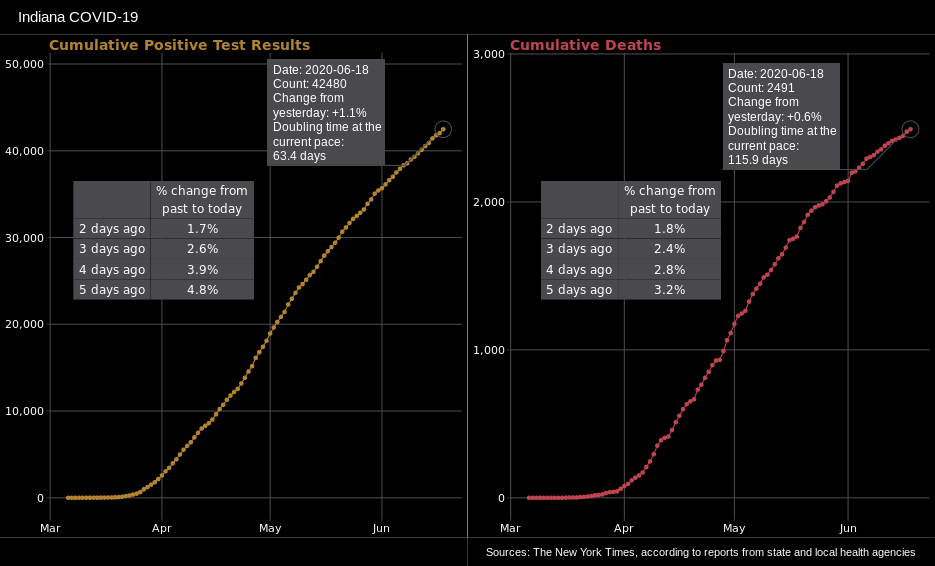 Indiana COVID-19
Cumulative Positive Test Results
50,000
40,000
30,000
20,000
10,000
0
Mar
Apr
May
Jun
Date: 2020-06-18
Count: 42480
Change from
yesterday: +1.1%
Doubling time at the
current pace:
63.4 days
% change from
past to today
2 days ago 1.7%
3 days ago 2.6%
4 days ago 3.9%
5 days ago 4.8%
Cumulative Deaths
3,000
2,000
1,000
0
Mar
Apr
May
Jun
Date: 2020-06-18
Count: 2491
Change from
yesterday: +0.6%
Doubling time at the
current pace:
115.9 days
% change from
past to today
2 days ago 1.8%
3 days ago 2.4%
4 days ago 2.8%
5 days ago 3.2%
Sources: The New York Times, according to reports from state and local health agencies